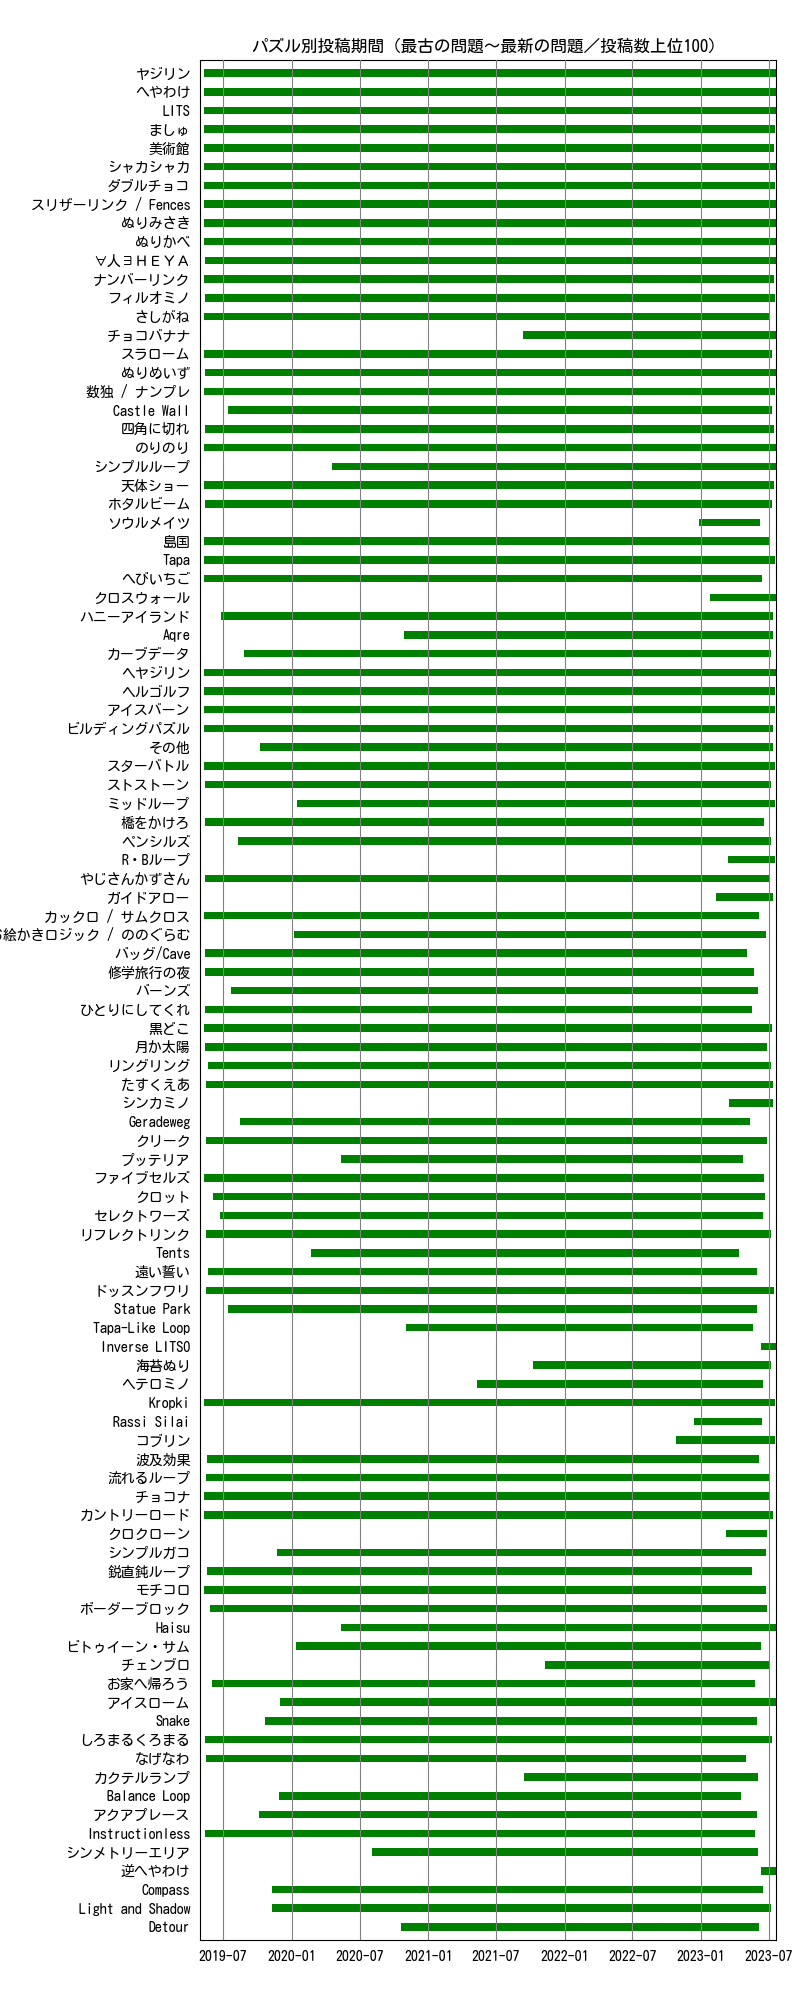 パズル別投稿期間（最古の問題～最新の問題／投稿数上位100）
ヤジリン
へやわけ
LITS
ましゅ
美術館
シャカシャカ
ダブルチョコ
スリザーリンク / Fences
ぬりみさき
ぬりかべ
∀人∃ＨＥＹＡ
ナンバーリンク
フィルオミノ
さしがね
チョコバナナ
スラローム
ぬりめいず
数独 / ナンプレ
Castle Wall
四角に切れ
のりのり
シンプルループ
天体ショー
ホタルビーム
ソウルメイツ
島国
Tapa
へびいちご
クロスウォール
ハニーアイランド
Aqre
カーブデータ
ヘヤジリン
ヘルゴルフ
アイスバーン
ビルディングパズル
その他
スターバトル
ストストーン
ミッドループ
橋をかけろ
ペンシルズ
R・Bループ
やじさんかずさん
ガイドアロー
カックロ / サムクロス
絵かきロジック / ののぐらむ
バッグ/Cave
修学旅行の夜
バーンズ
ひとりにしてくれ
黒どこ
月か太陽
リングリング
たすくえあ
シンカミノ
Geradeweg
クリーク
プッテリア
ファイブセルズ
クロット
セレクトワーズ
リフレクトリンク
Tents
遠い誓い
ドッスンフワリ
Statue Park
Tapa-Like Loop
Inverse LITSO
海苔ぬり
ヘテロミノ
Kropki
Rassi Silai
コブリン
波及効果
流れるループ
チョコナ
カントリーロード
クロクローン
シンプルガコ
鋭直鈍ループ
モチコロ
ボーダーブロック
Haisu
ビトゥイーン・サム
チェンブロ
お家へ帰ろう
アイスローム
Snake
しろまるくろまる
なげなわ
カクテルランプ
Balance Loop
アクアプレース
Instructionless
シンメトリーエリア
逆へやわけ
Compass
Light and Shadow
Detour
2019-07 2020-01 2020-07 2021-01 2021-07 2022-01 2022-07 2023-01 2023-07